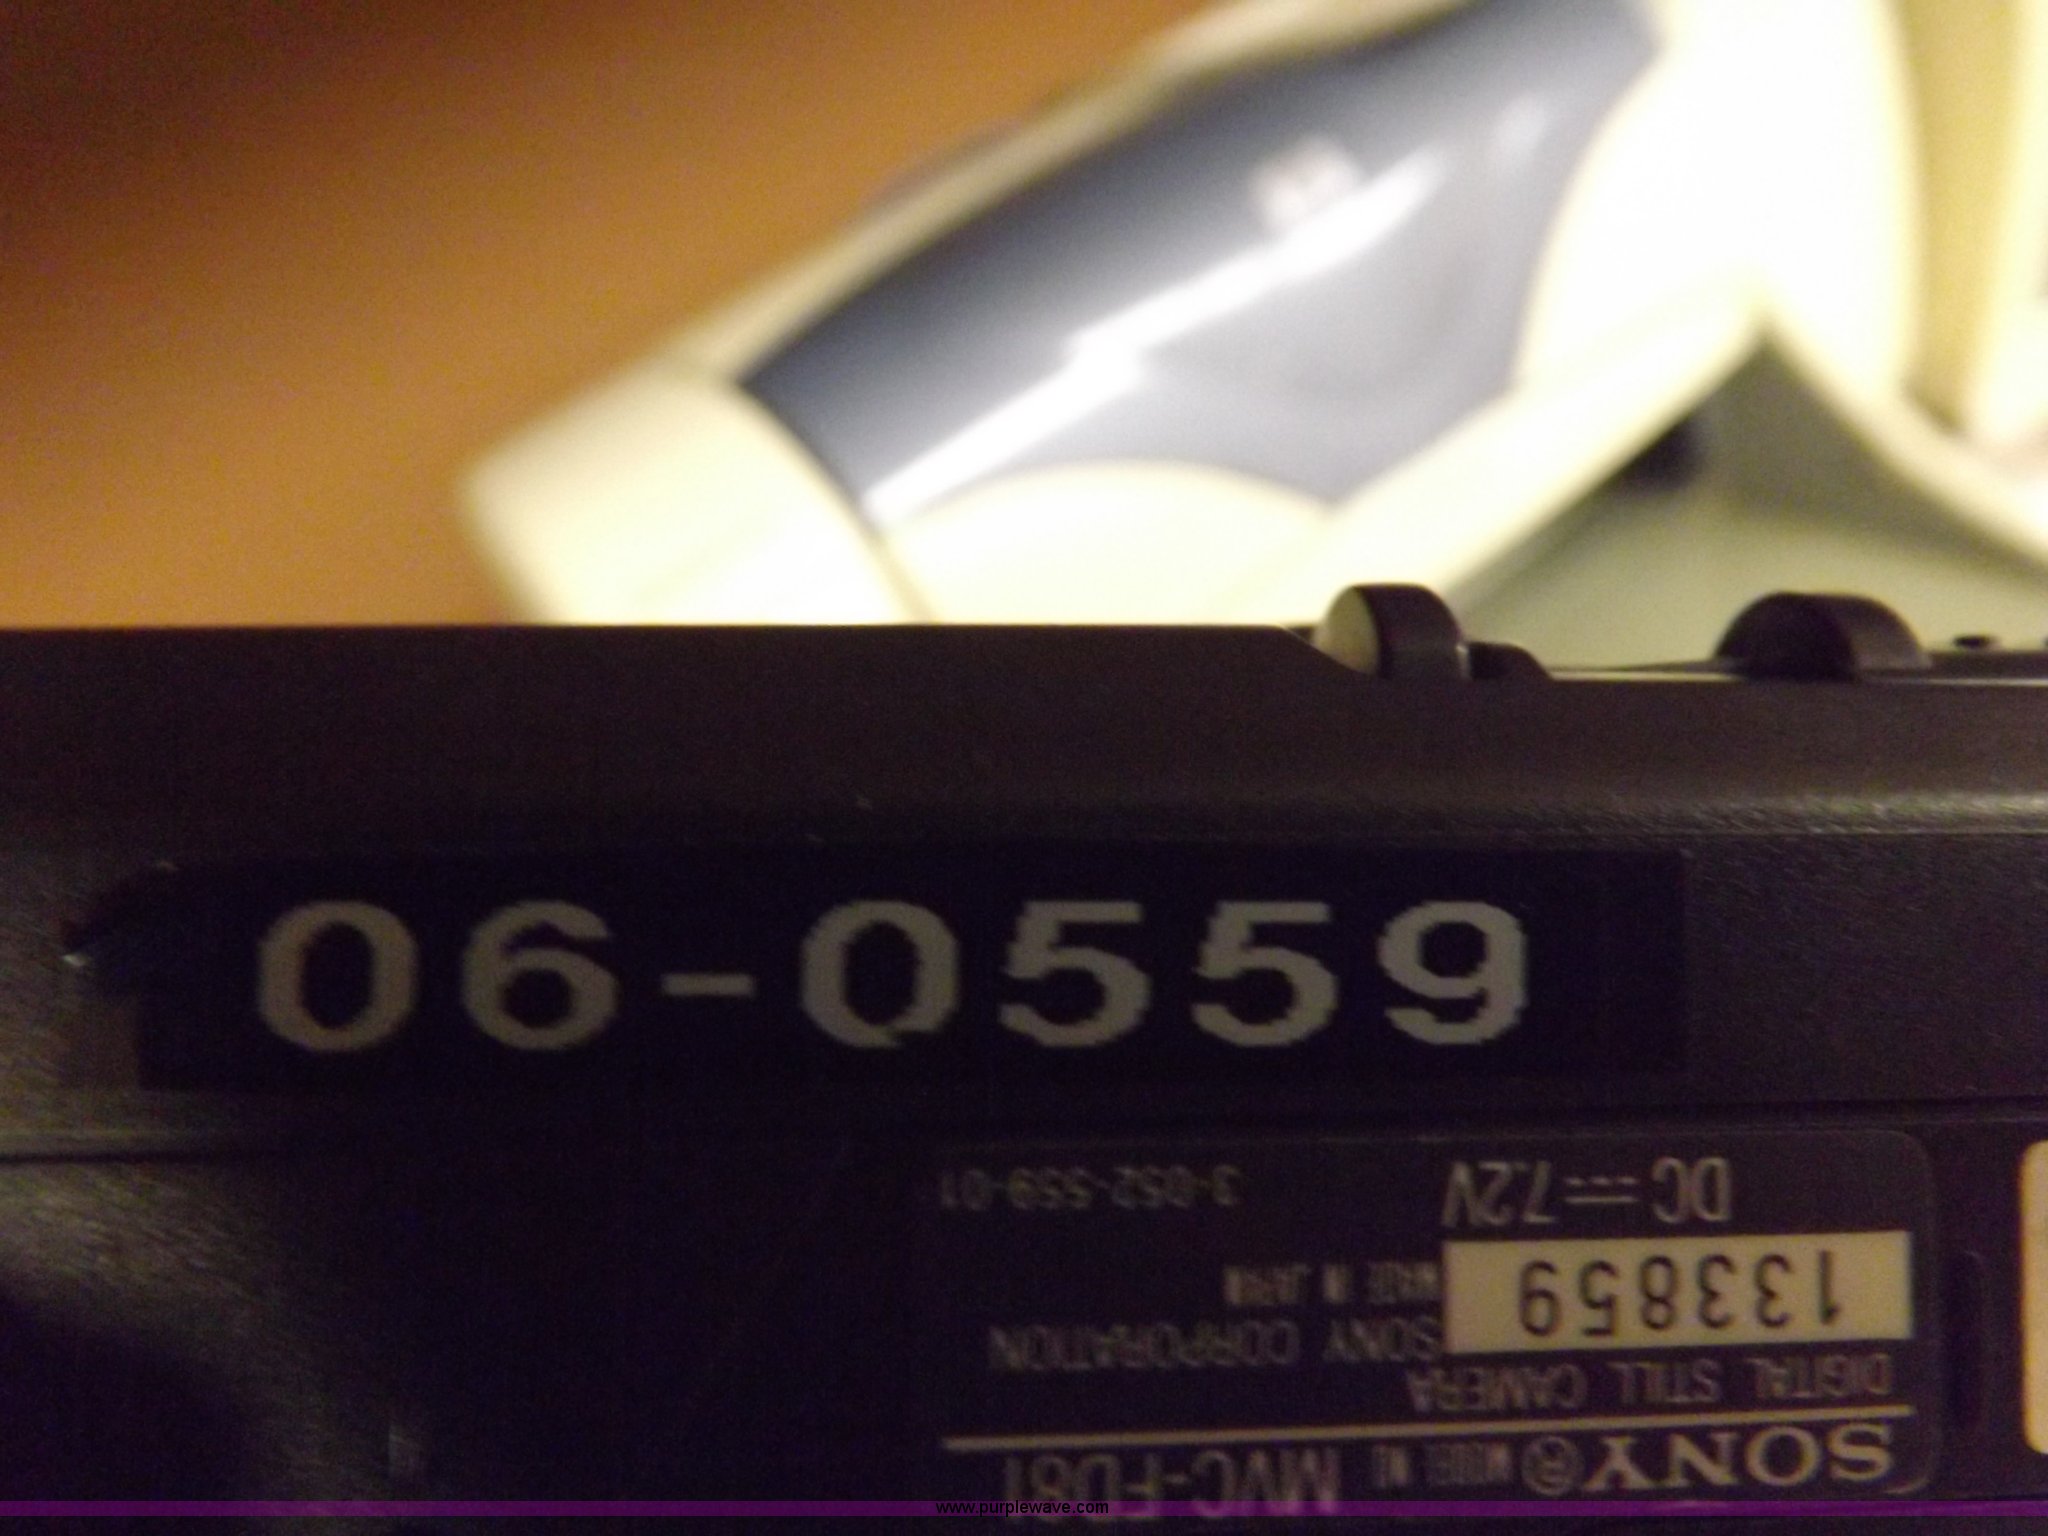 06-0559
SONY® MODEL NO. MVC-FD81
DIGITAL STILL CAMERA
133859
SONY CORPORATION
MADE IN JAPAN
DC ⎓ 7.2V
3-052-559-01
www.purplewave.com